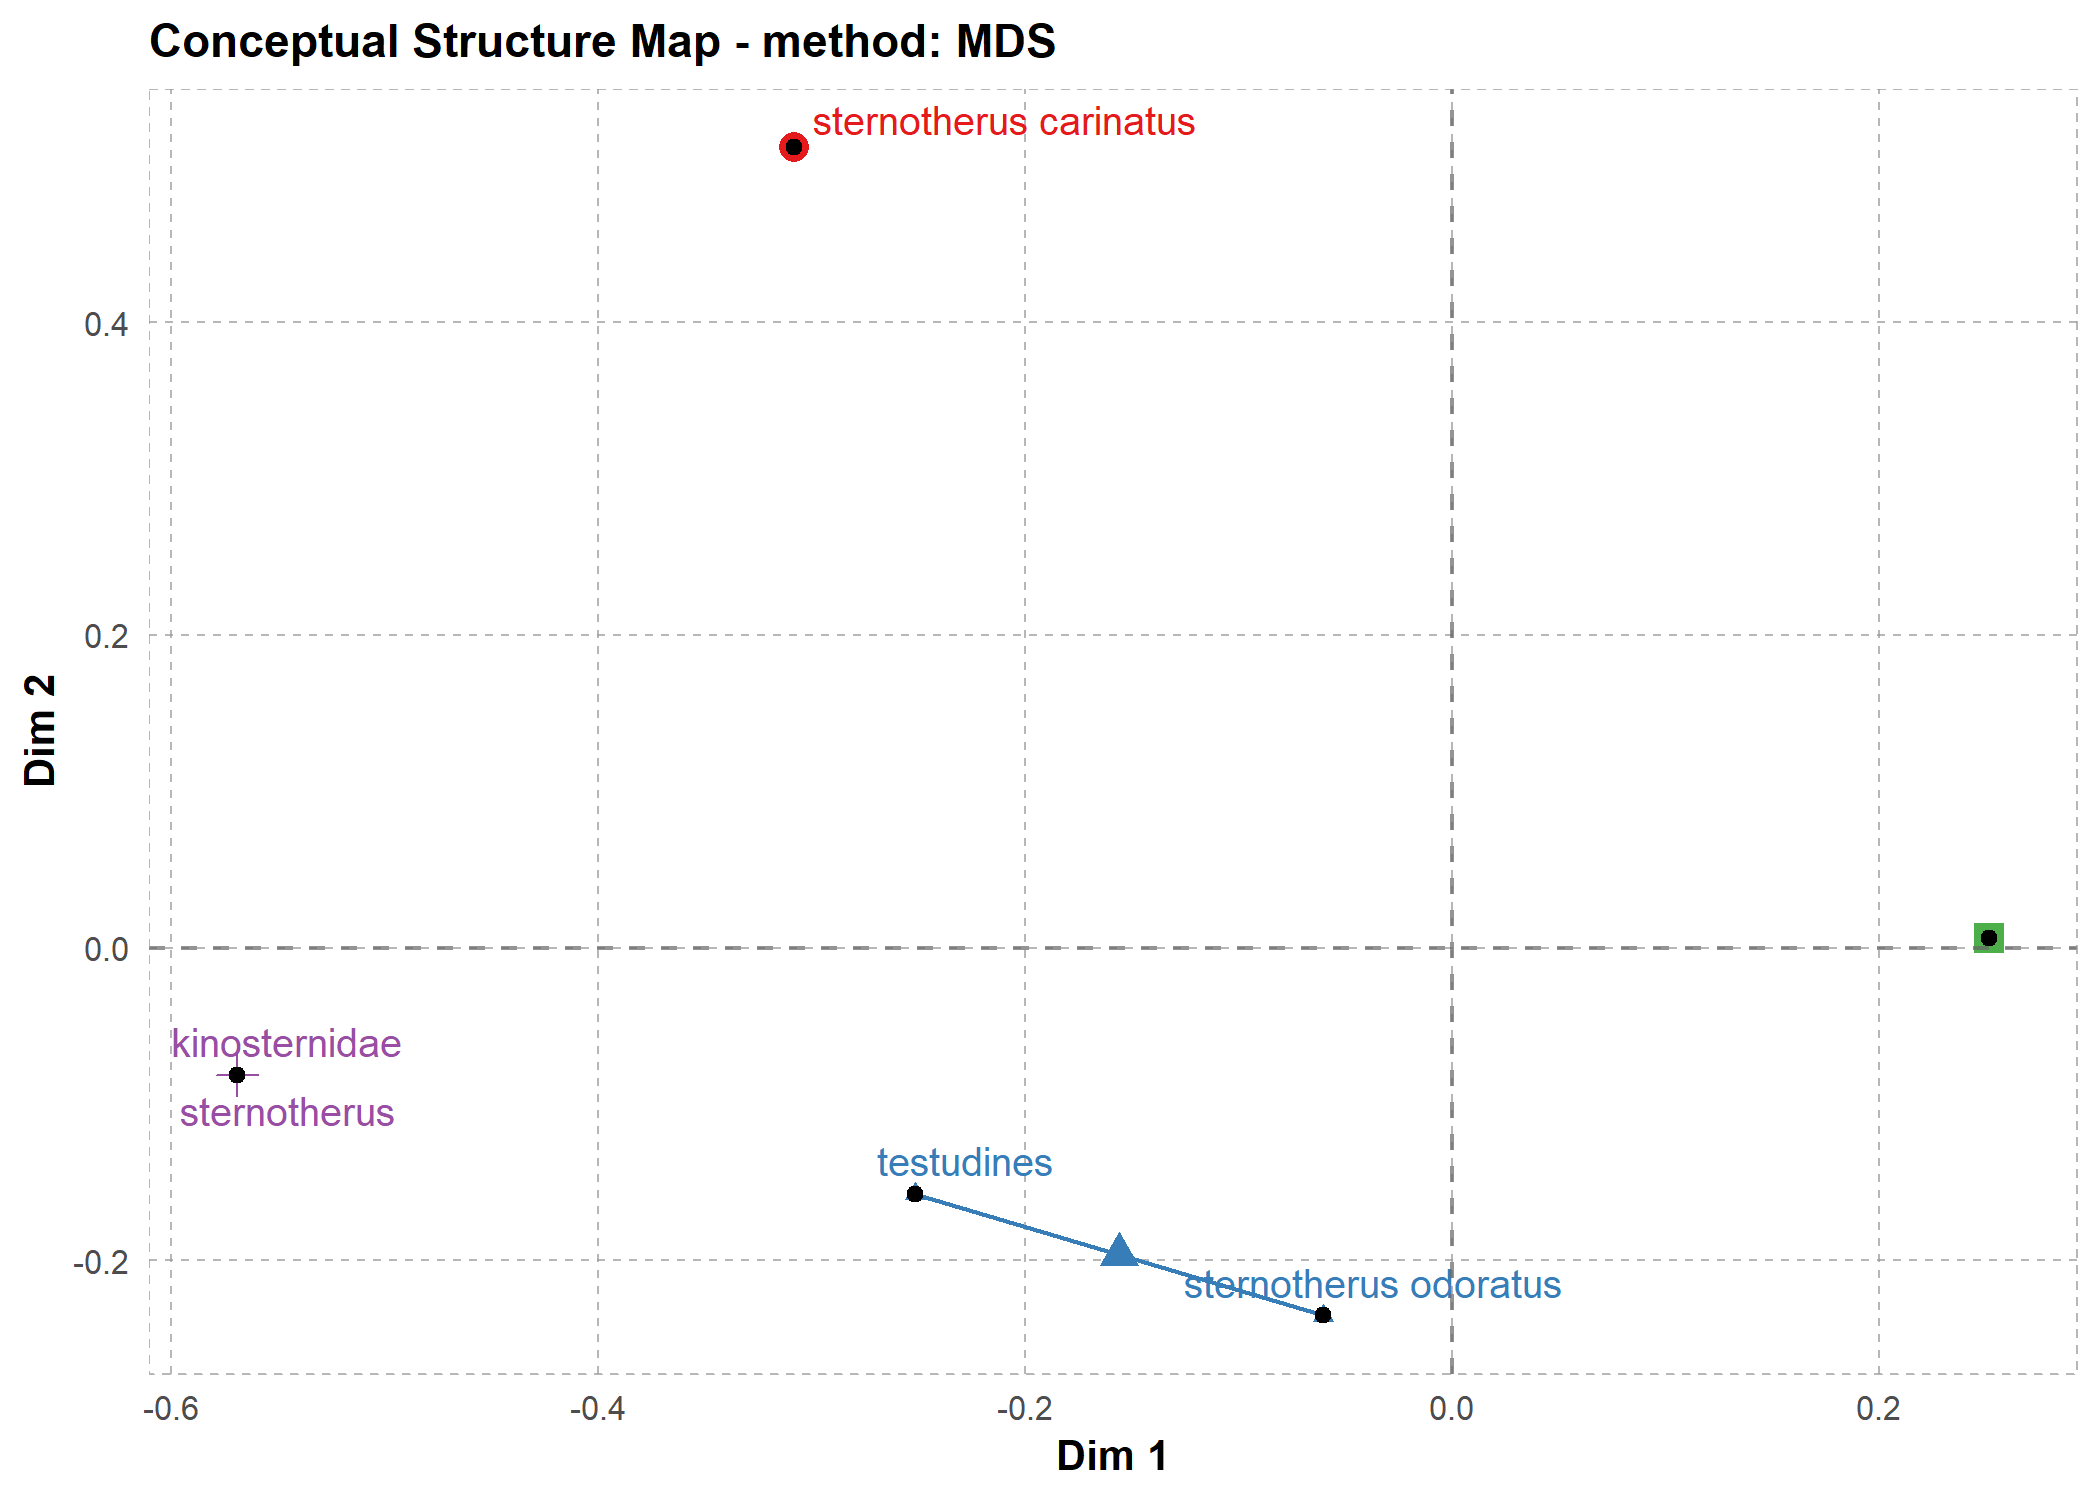 Conceptual Structure Map - method: MDS
sternotherus carinatus
0.4
0.2
Dim 2
0.0
kinosternidae
sternotherus
testudines
-0.2
sternotherus odoratus
-0.6 -0.4 -0.2 0.0 0.2
Dim 1